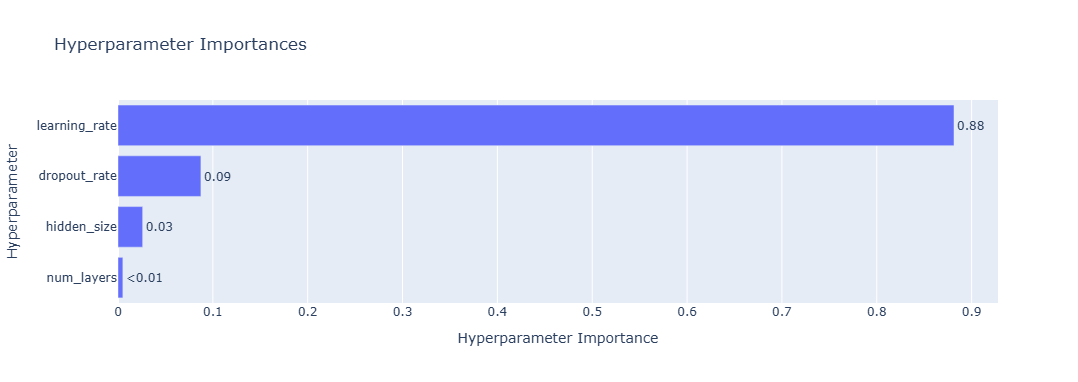 Hyperparameter Importances
Hyperparameter
learning_rate
0.88
dropout_rate
0.09
hidden_size
0.03
num_layers
<0.01
0 0.1 0.2 0.3 0.4 0.5 0.6 0.7 0.8 0.9
Hyperparameter Importance